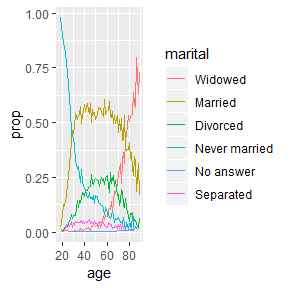 1.00
0.75
0.50
0.25
0.00
prop
20 40 60 80
age
marital
Widowed
Married
Divorced
Never married
No answer
Separated